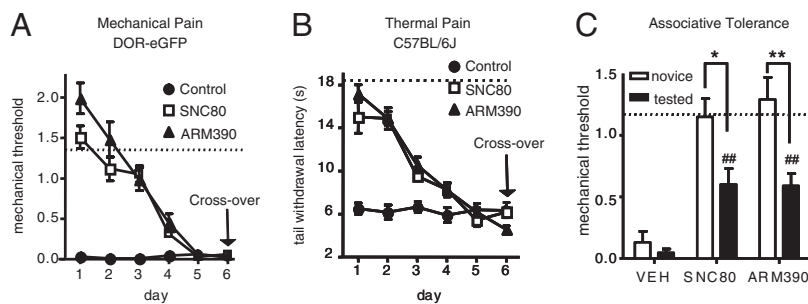 A
Mechanical Pain
DOR-eGFP
Control
SNC80
ARM390
mechanical threshold
2.0
1.5
1.0
0.5
0.0
Cross-over
1 2 3 4 5 6
day
B
Thermal Pain
C57BL/6J
Control
SNC80
ARM390
tail withdrawal latency (s)
18
14
10
6
2
Cross-over
1 2 3 4 5 6
day
C
Associative Tolerance
novice
tested
* **
mechanical threshold
1.5
1.0
0.5
0.0
## ##
VEH SNC80 ARM390